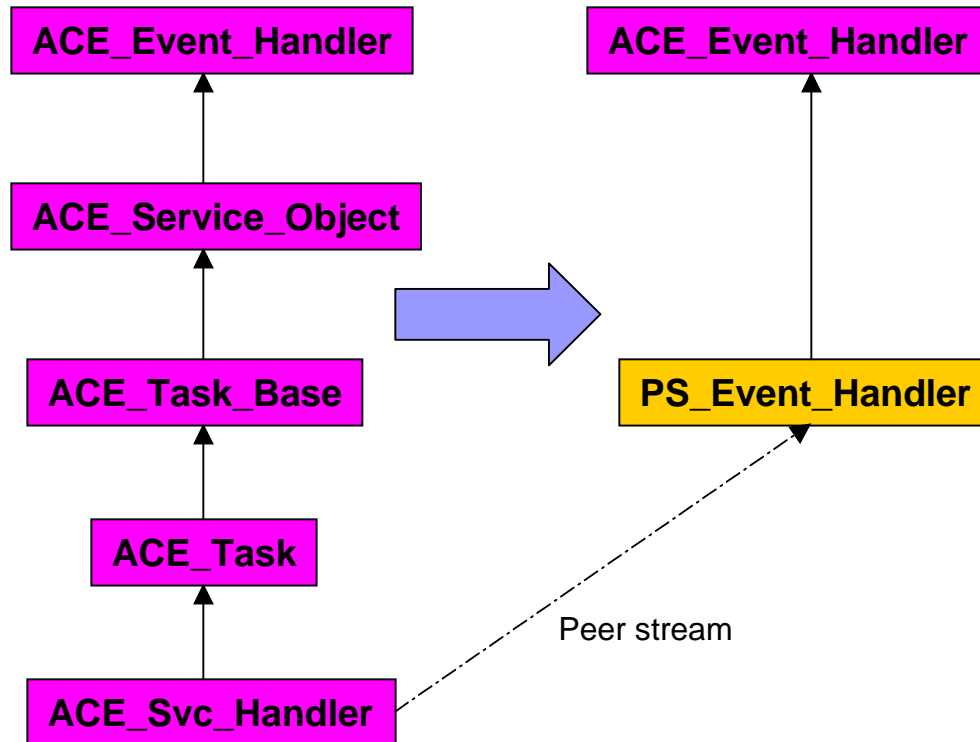 ACE_Event_Handler
ACE_Event_Handler
ACE_Service_Object
ACE_Task_Base
PS_Event_Handler
ACE_Task
Peer stream
ACE_Svc_Handler